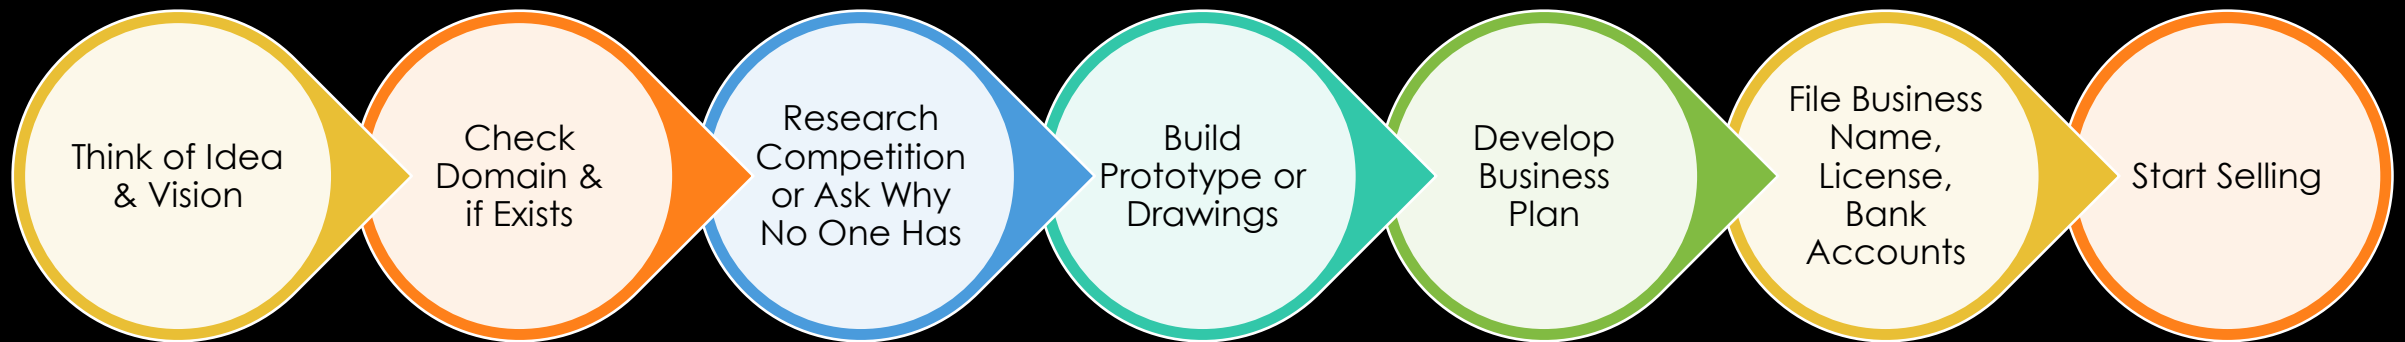 Think of Idea
& Vision
Check
Domain &
if Exists
Research
Competition
or Ask Why
No One Has
Build
Prototype or
Drawings
Develop
Business
Plan
File Business
Name,
License,
Bank
Accounts
Start Selling